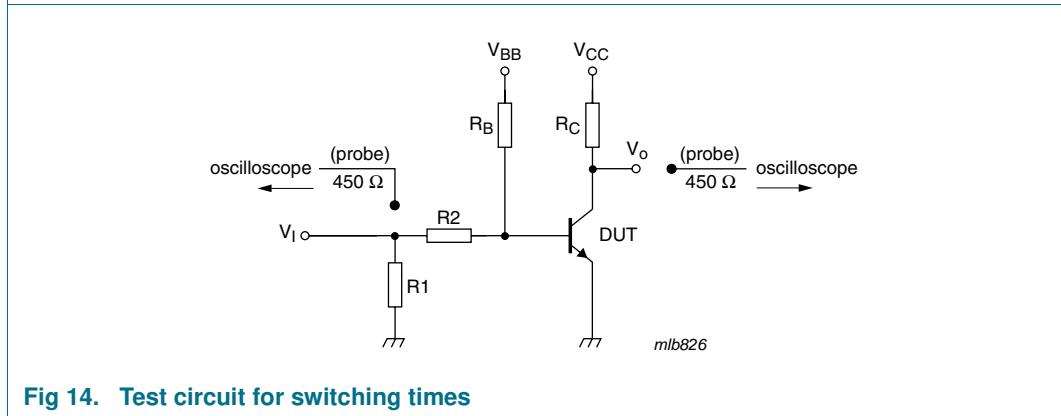 VBB
VCC
RB
RC
Vo
(probe)
oscilloscope
450 Ω
(probe)
oscilloscope
450 Ω
R2
VI
DUT
R1
mlb826
Fig 14. Test circuit for switching times